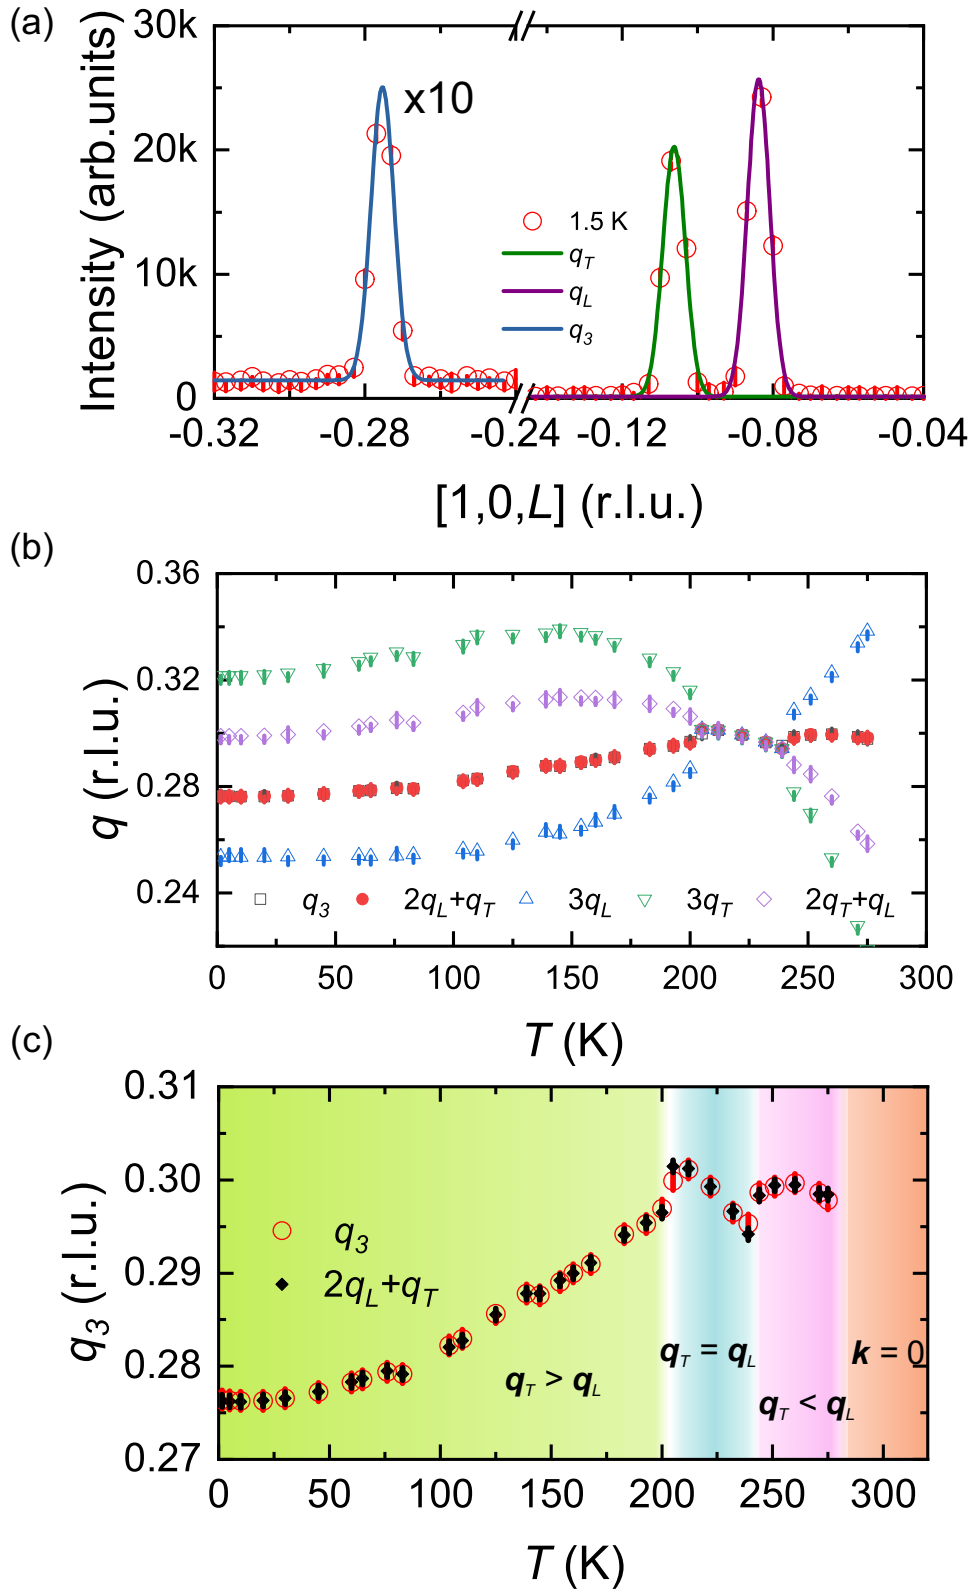 (a)
30k
20k
10k
0
Intensity (arb.units)
x10
1.5 K
q_T
q_L
q_3
-0.32 -0.28 -0.24 -0.12 -0.08 -0.04
[1,0,L] (r.l.u.)
(b)
0.36
0.32
0.28
0.24
q (r.l.u.)
q_3 2q_L+q_T 3q_L 3q_T 2q_T+q_L
0 50 100 150 200 250 300
T (K)
(c)
0.31
0.30
0.29
0.28
0.27
q_3 (r.l.u.)
q_3
2q_L+q_T
q_T > q_L
q_T = q_L
q_T < q_L
k = 0
0 50 100 150 200 250 300
T (K)